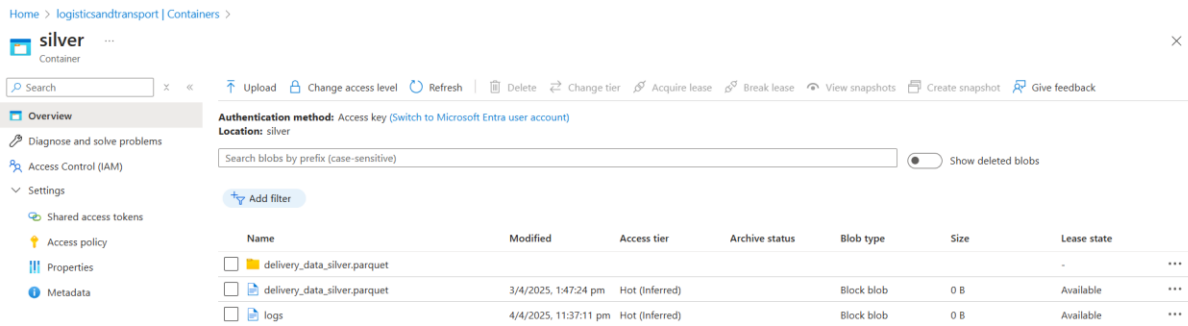 Home > logisticsandtransport | Containers >
silver ...
Container
Search
Overview
Diagnose and solve problems
Access Control (IAM)
Settings
Shared access tokens
Access policy
Properties
Metadata
Upload Change access level Refresh Delete Change tier Acquire lease Break lease View snapshots Create snapshot Give feedback
Authentication method: Access key (Switch to Microsoft Entra user account)
Location: silver
Search blobs by prefix (case-sensitive)
Show deleted blobs
Add filter
Name Modified Access tier Archive status Blob type Size Lease state
delivery_data_silver.parquet - ...
delivery_data_silver.parquet 3/4/2025, 1:47:24 pm Hot (Inferred) Block blob 0 B Available ...
logs 4/4/2025, 11:37:11 pm Hot (Inferred) Block blob 0 B Available ...